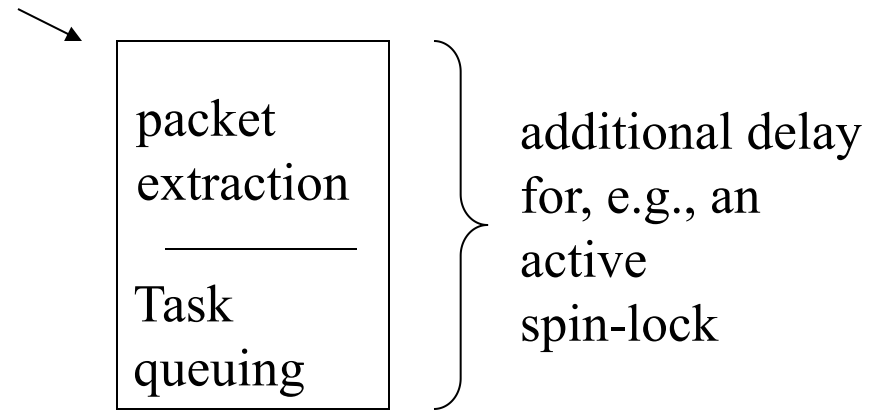 packet
extraction
Task
queuing
additional delay
for, e.g., an
active
spin-lock